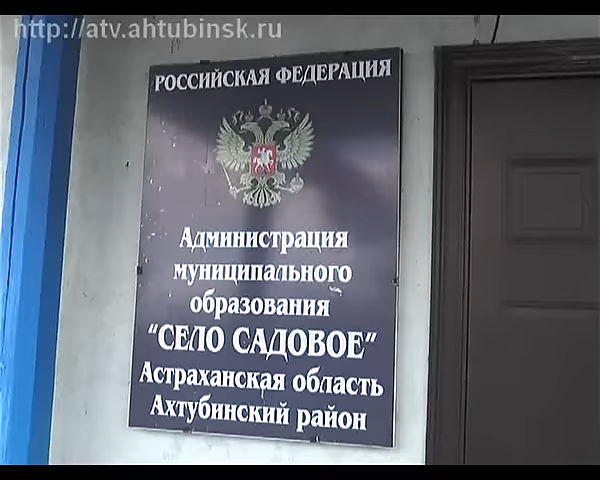 http://atv.ahtubinsk.ru
РОССИЙСКАЯ ФЕДЕРАЦИЯ
Администрация
муниципального
образования
"СЕЛО САДОВОЕ"
Астраханская область
Ахтубинский район